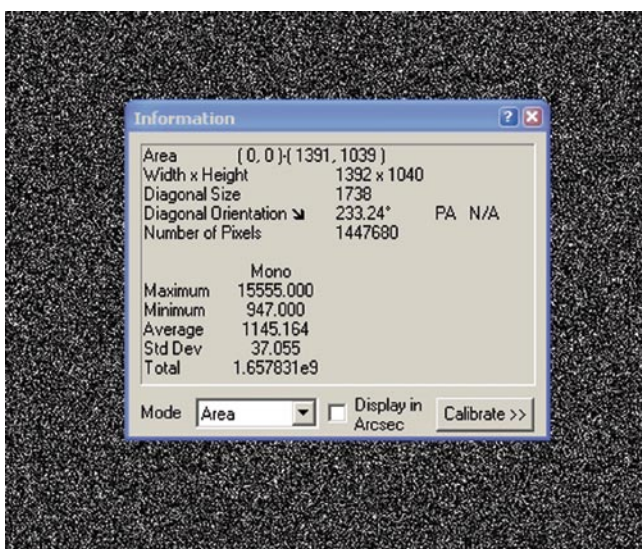 Information
Area ( 0, 0 )-( 1391, 1039 )
Width x Height 1392 x 1040
Diagonal Size 1738
Diagonal Orientation 233.24° PA N/A
Number of Pixels 1447680
Mono
Maximum 15555.000
Minimum 947.000
Average 1145.164
Std Dev 37.055
Total 1.657831e9
Mode Area Display in
Arcsec Calibrate >>